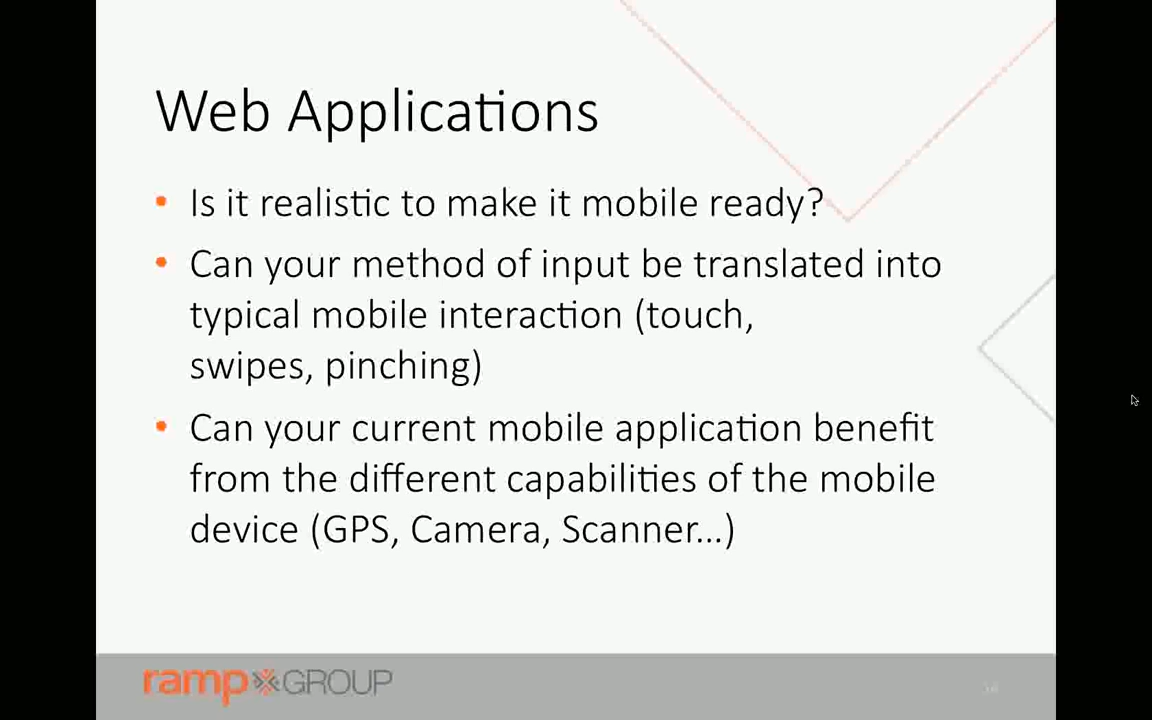 Web Applications
• Is it realistic to make it mobile ready?
• Can your method of input be translated into
typical mobile interaction (touch,
swipes, pinching)
• Can your current mobile application benefit
from the different capabilities of the mobile
device (GPS, Camera, Scanner…)
ramp GROUP